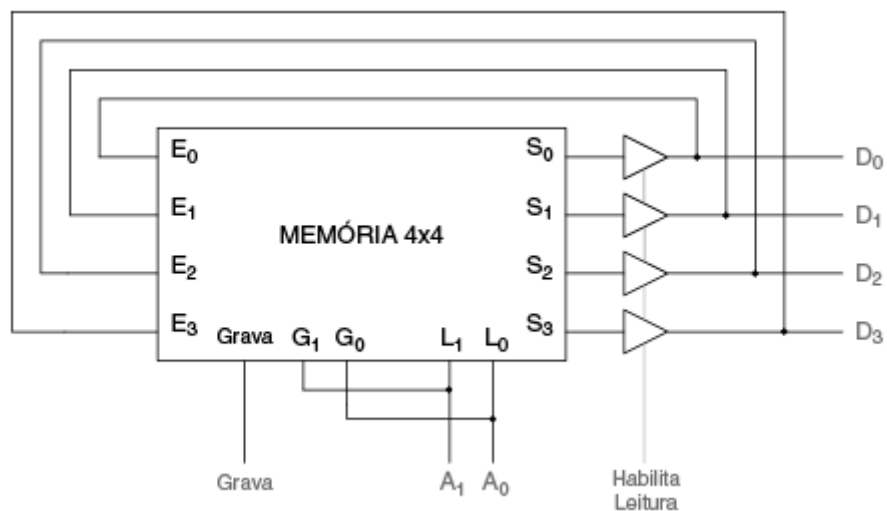 E₀ S₀ D₀
E₁ S₁ D₁
MEMÓRIA 4x4
E₂ S₂ D₂
E₃ S₃ D₃
Grava G₁ G₀ L₁ L₀
Grava A₁ A₀ Habilita
Leitura